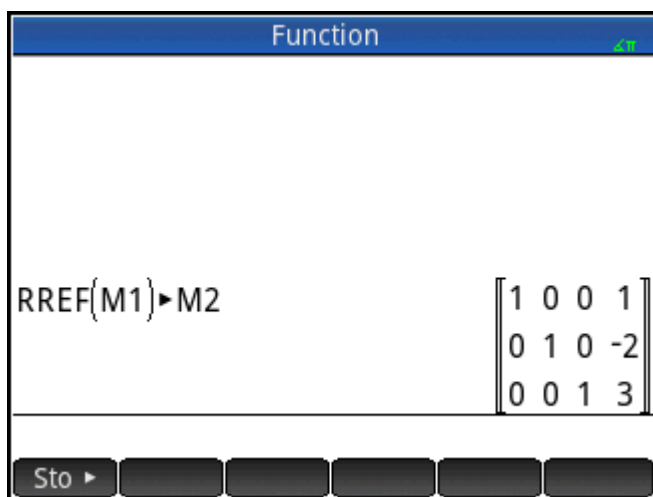 Function
∡π
RREF(M1)►M2
[1 0 0 1
0 1 0 -2
0 0 1 3]
Sto ►